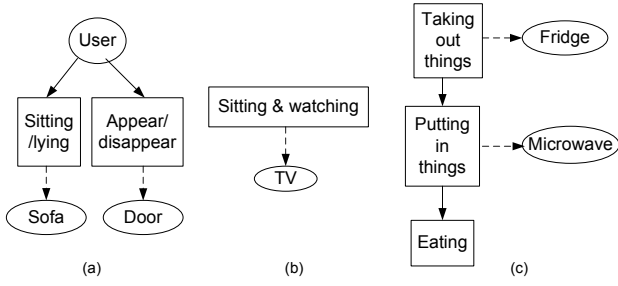 User
Sitting
/lying
Appear/
disappear
Sofa
Door
(a)
Sitting & watching
TV
(b)
Taking
out
things
Fridge
Putting
in
things
Microwave
Eating
(c)